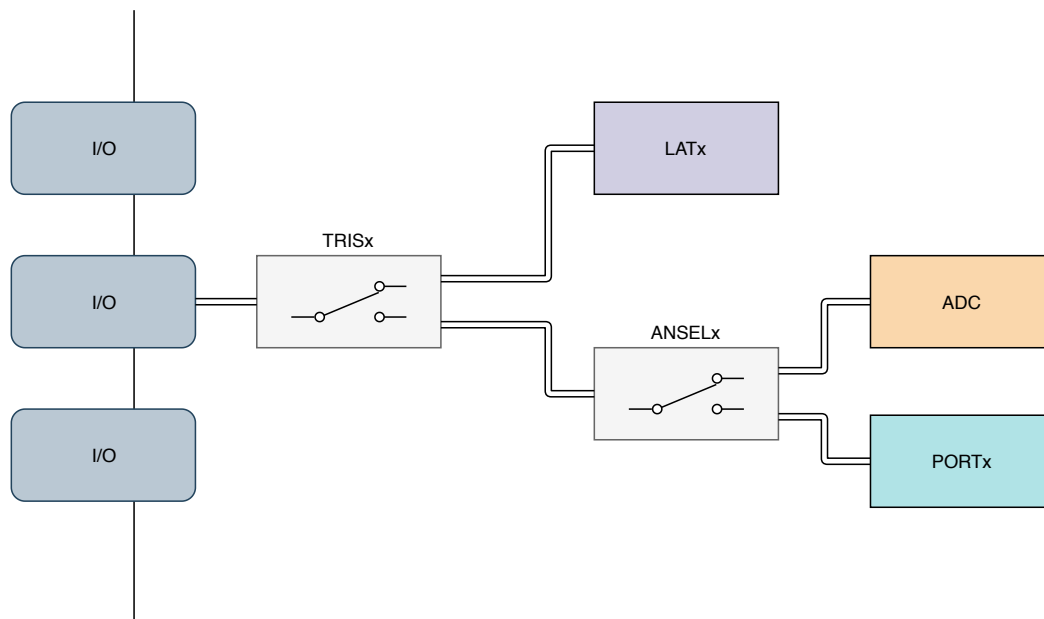 I/O
LATx
TRISx
I/O
ADC
ANSELx
I/O
PORTx